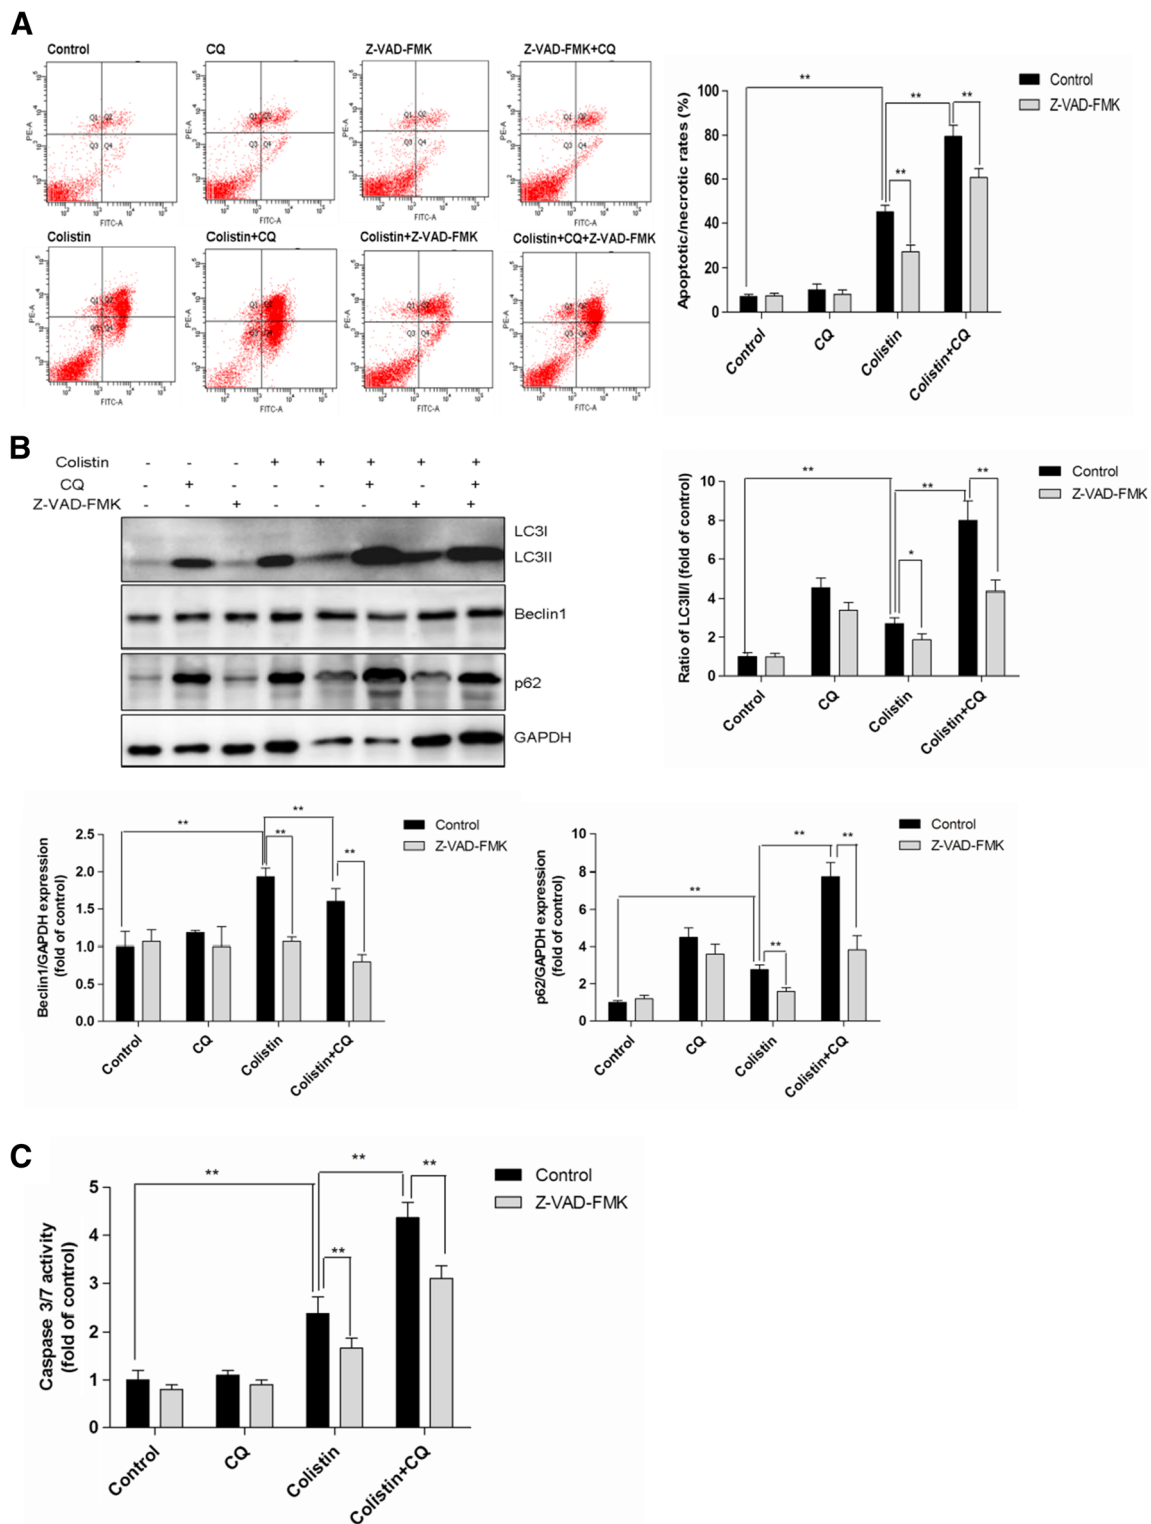 A
Control
CQ
Z-VAD-FMK
Z-VAD-FMK+CQ
PE-A
FITC-A
Q1 Q2
Q3 Q4
Colistin
Colistin+CQ
Colistin+Z-VAD-FMK
Colistin+CQ+Z-VAD-FMK
Apoptotic/necrotic rates (%)
100
80
60
40
20
0
** ** ** **
Control
Z-VAD-FMK
Control
CQ
Colistin
Colistin+CQ
B
Colistin - - - + + + + +
CQ - + - - - + - +
Z-VAD-FMK - - + - - - + +
LC3I
LC3II
Beclin1
p62
GAPDH
Ratio of LC3II/I (fold of control)
10
8
6
4
2
0
** ** ** *
Control
Z-VAD-FMK
Control
CQ
Colistin
Colistin+CQ
Beclin1/GAPDH expression
(fold of control)
2.5
2.0
1.5
1.0
0.5
0.0
** ** ** **
Control
Z-VAD-FMK
Control
CQ
Colistin
Colistin+CQ
p62/GAPDH expression
(fold of control)
10
8
6
4
2
0
** ** ** **
Control
Z-VAD-FMK
Control
CQ
Colistin
Colistin+CQ
C
Caspase 3/7 activity
(fold of control)
5
4
3
2
1
0
** ** ** **
Control
Z-VAD-FMK
Control
CQ
Colistin
Colistin+CQ